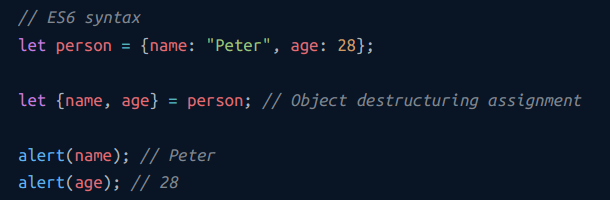 // ES6 syntax
let person = {name: "Peter", age: 28};
let {name, age} = person; // Object destructuring assignment
alert(name); // Peter
alert(age); // 28